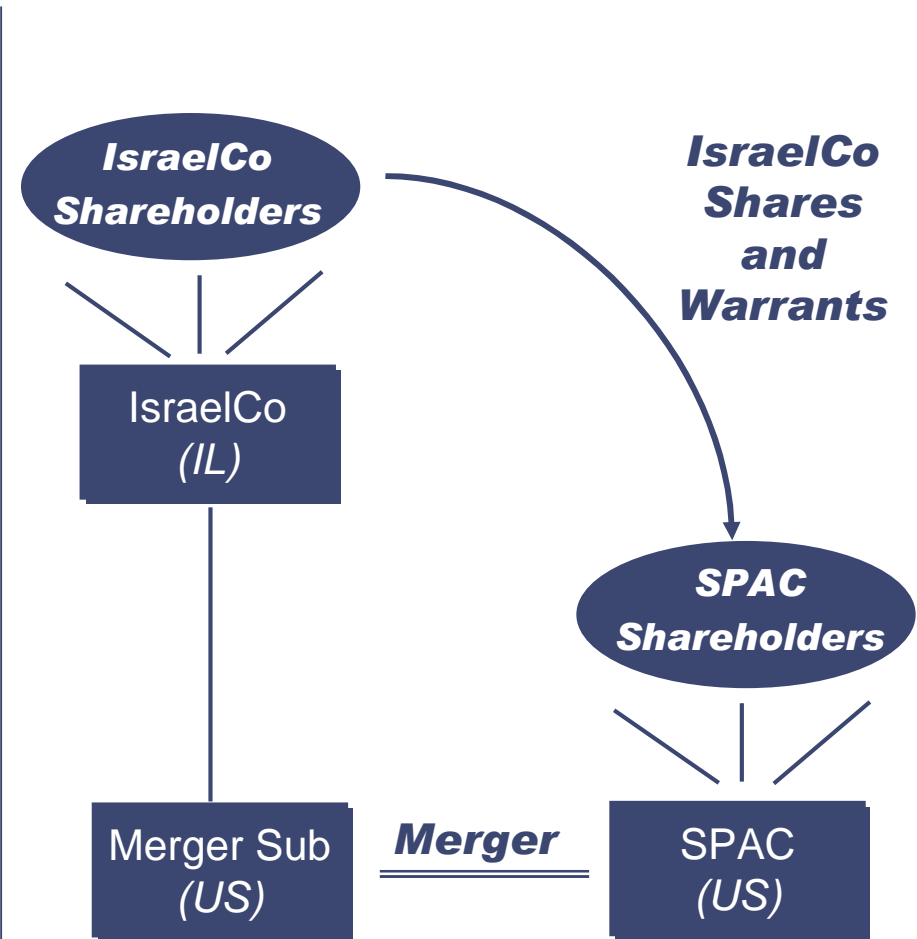 IsraelCo
Shareholders
IsraelCo
Shares
and
Warrants
IsraelCo
(IL)
SPAC
Shareholders
Merger Sub
(US)
Merger
SPAC
(US)